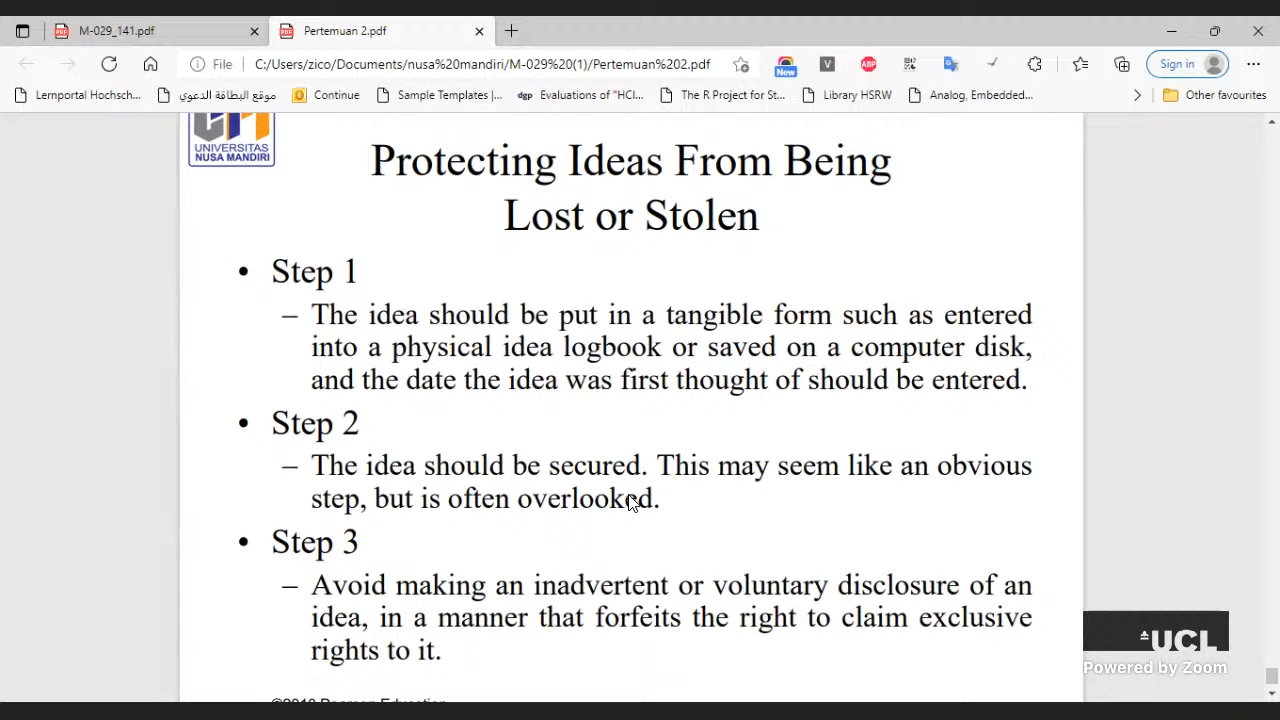 M-029_141.pdf
Pertemuan 2.pdf
File
C:/Users/zico/Documents/nusa%20mandiri/M-029%20(1)/Pertemuan%202.pdf
New
V
ABP
Sign in
Lernportal Hochsch...
موقع البطاقة الدعوي
Continue
Sample Templates |...
dgp
Evaluations of "HCI...
The R Project for St...
Library HSRW
Analog, Embedded...
Other favourites
UNIVERSITAS
NUSA MANDIRI
Protecting Ideas From Being
Lost or Stolen
• Step 1
– The idea should be put in a tangible form such as entered
into a physical idea logbook or saved on a computer disk,
and the date the idea was first thought of should be entered.
• Step 2
– The idea should be secured. This may seem like an obvious
step, but is often overlooked.
• Step 3
– Avoid making an inadvertent or voluntary disclosure of an
idea, in a manner that forfeits the right to claim exclusive
rights to it.
UCL
Powered by Zoom